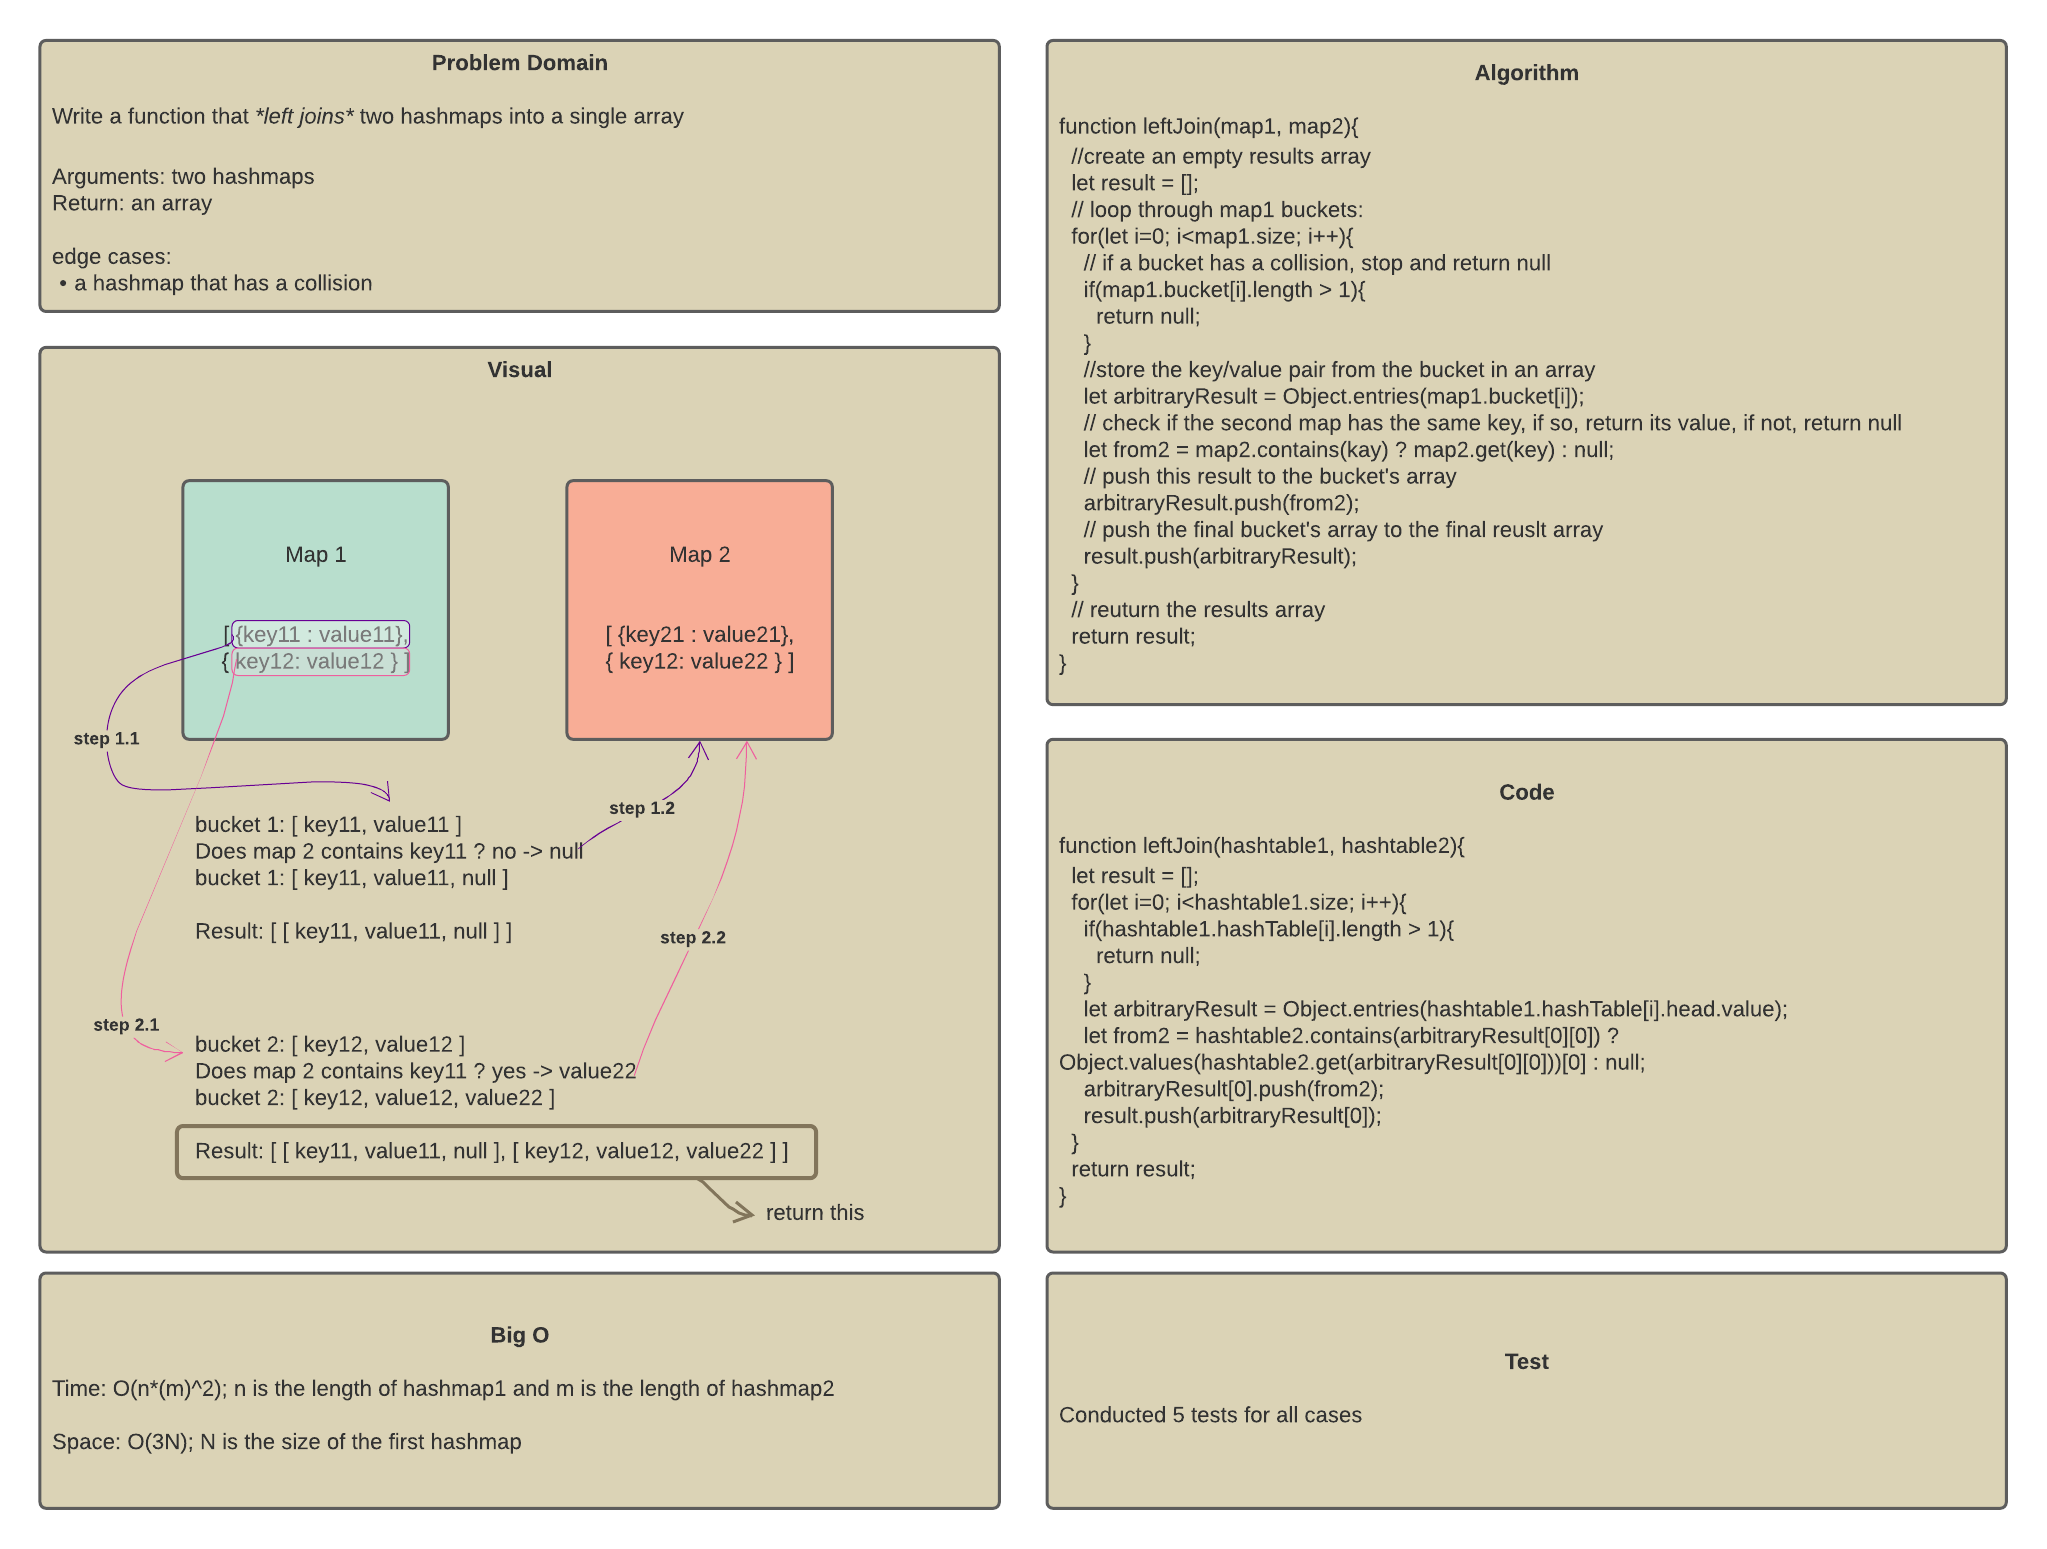 Problem Domain
Write a function that *left joins* two hashmaps into a single array
Arguments: two hashmaps
Return: an array
edge cases:
• a hashmap that has a collision
Visual
Map 1
[ {key11 : value11},
{ key12: value12 } ]
Map 2
[ {key21 : value21},
{ key12: value22 } ]
step 1.1
step 1.2
bucket 1: [ key11, value11 ]
Does map 2 contains key11 ? no -> null
bucket 1: [ key11, value11, null ]
Result: [ [ key11, value11, null ] ]
step 2.2
step 2.1
bucket 2: [ key12, value12 ]
Does map 2 contains key11 ? yes -> value22
bucket 2: [ key12, value12, value22 ]
Result: [ [ key11, value11, null ], [ key12, value12, value22 ] ]
return this
Big O
Time: O(n*(m)^2); n is the length of hashmap1 and m is the length of hashmap2
Space: O(3N); N is the size of the first hashmap
Algorithm
function leftJoin(map1, map2){
//create an empty results array
let result = [];
// loop through map1 buckets:
for(let i=0; i<map1.size; i++){
// if a bucket has a collision, stop and return null
if(map1.bucket[i].length > 1){
return null;
}
//store the key/value pair from the bucket in an array
let arbitraryResult = Object.entries(map1.bucket[i]);
// check if the second map has the same key, if so, return its value, if not, return null
let from2 = map2.contains(kay) ? map2.get(key) : null;
// push this result to the bucket's array
arbitraryResult.push(from2);
// push the final bucket's array to the final reuslt array
result.push(arbitraryResult);
}
// reuturn the results array
return result;
}
Code
function leftJoin(hashtable1, hashtable2){
let result = [];
for(let i=0; i<hashtable1.size; i++){
if(hashtable1.hashTable[i].length > 1){
return null;
}
let arbitraryResult = Object.entries(hashtable1.hashTable[i].head.value);
let from2 = hashtable2.contains(arbitraryResult[0][0]) ?
Object.values(hashtable2.get(arbitraryResult[0][0]))[0] : null;
arbitraryResult[0].push(from2);
result.push(arbitraryResult[0]);
}
return result;
}
Test
Conducted 5 tests for all cases